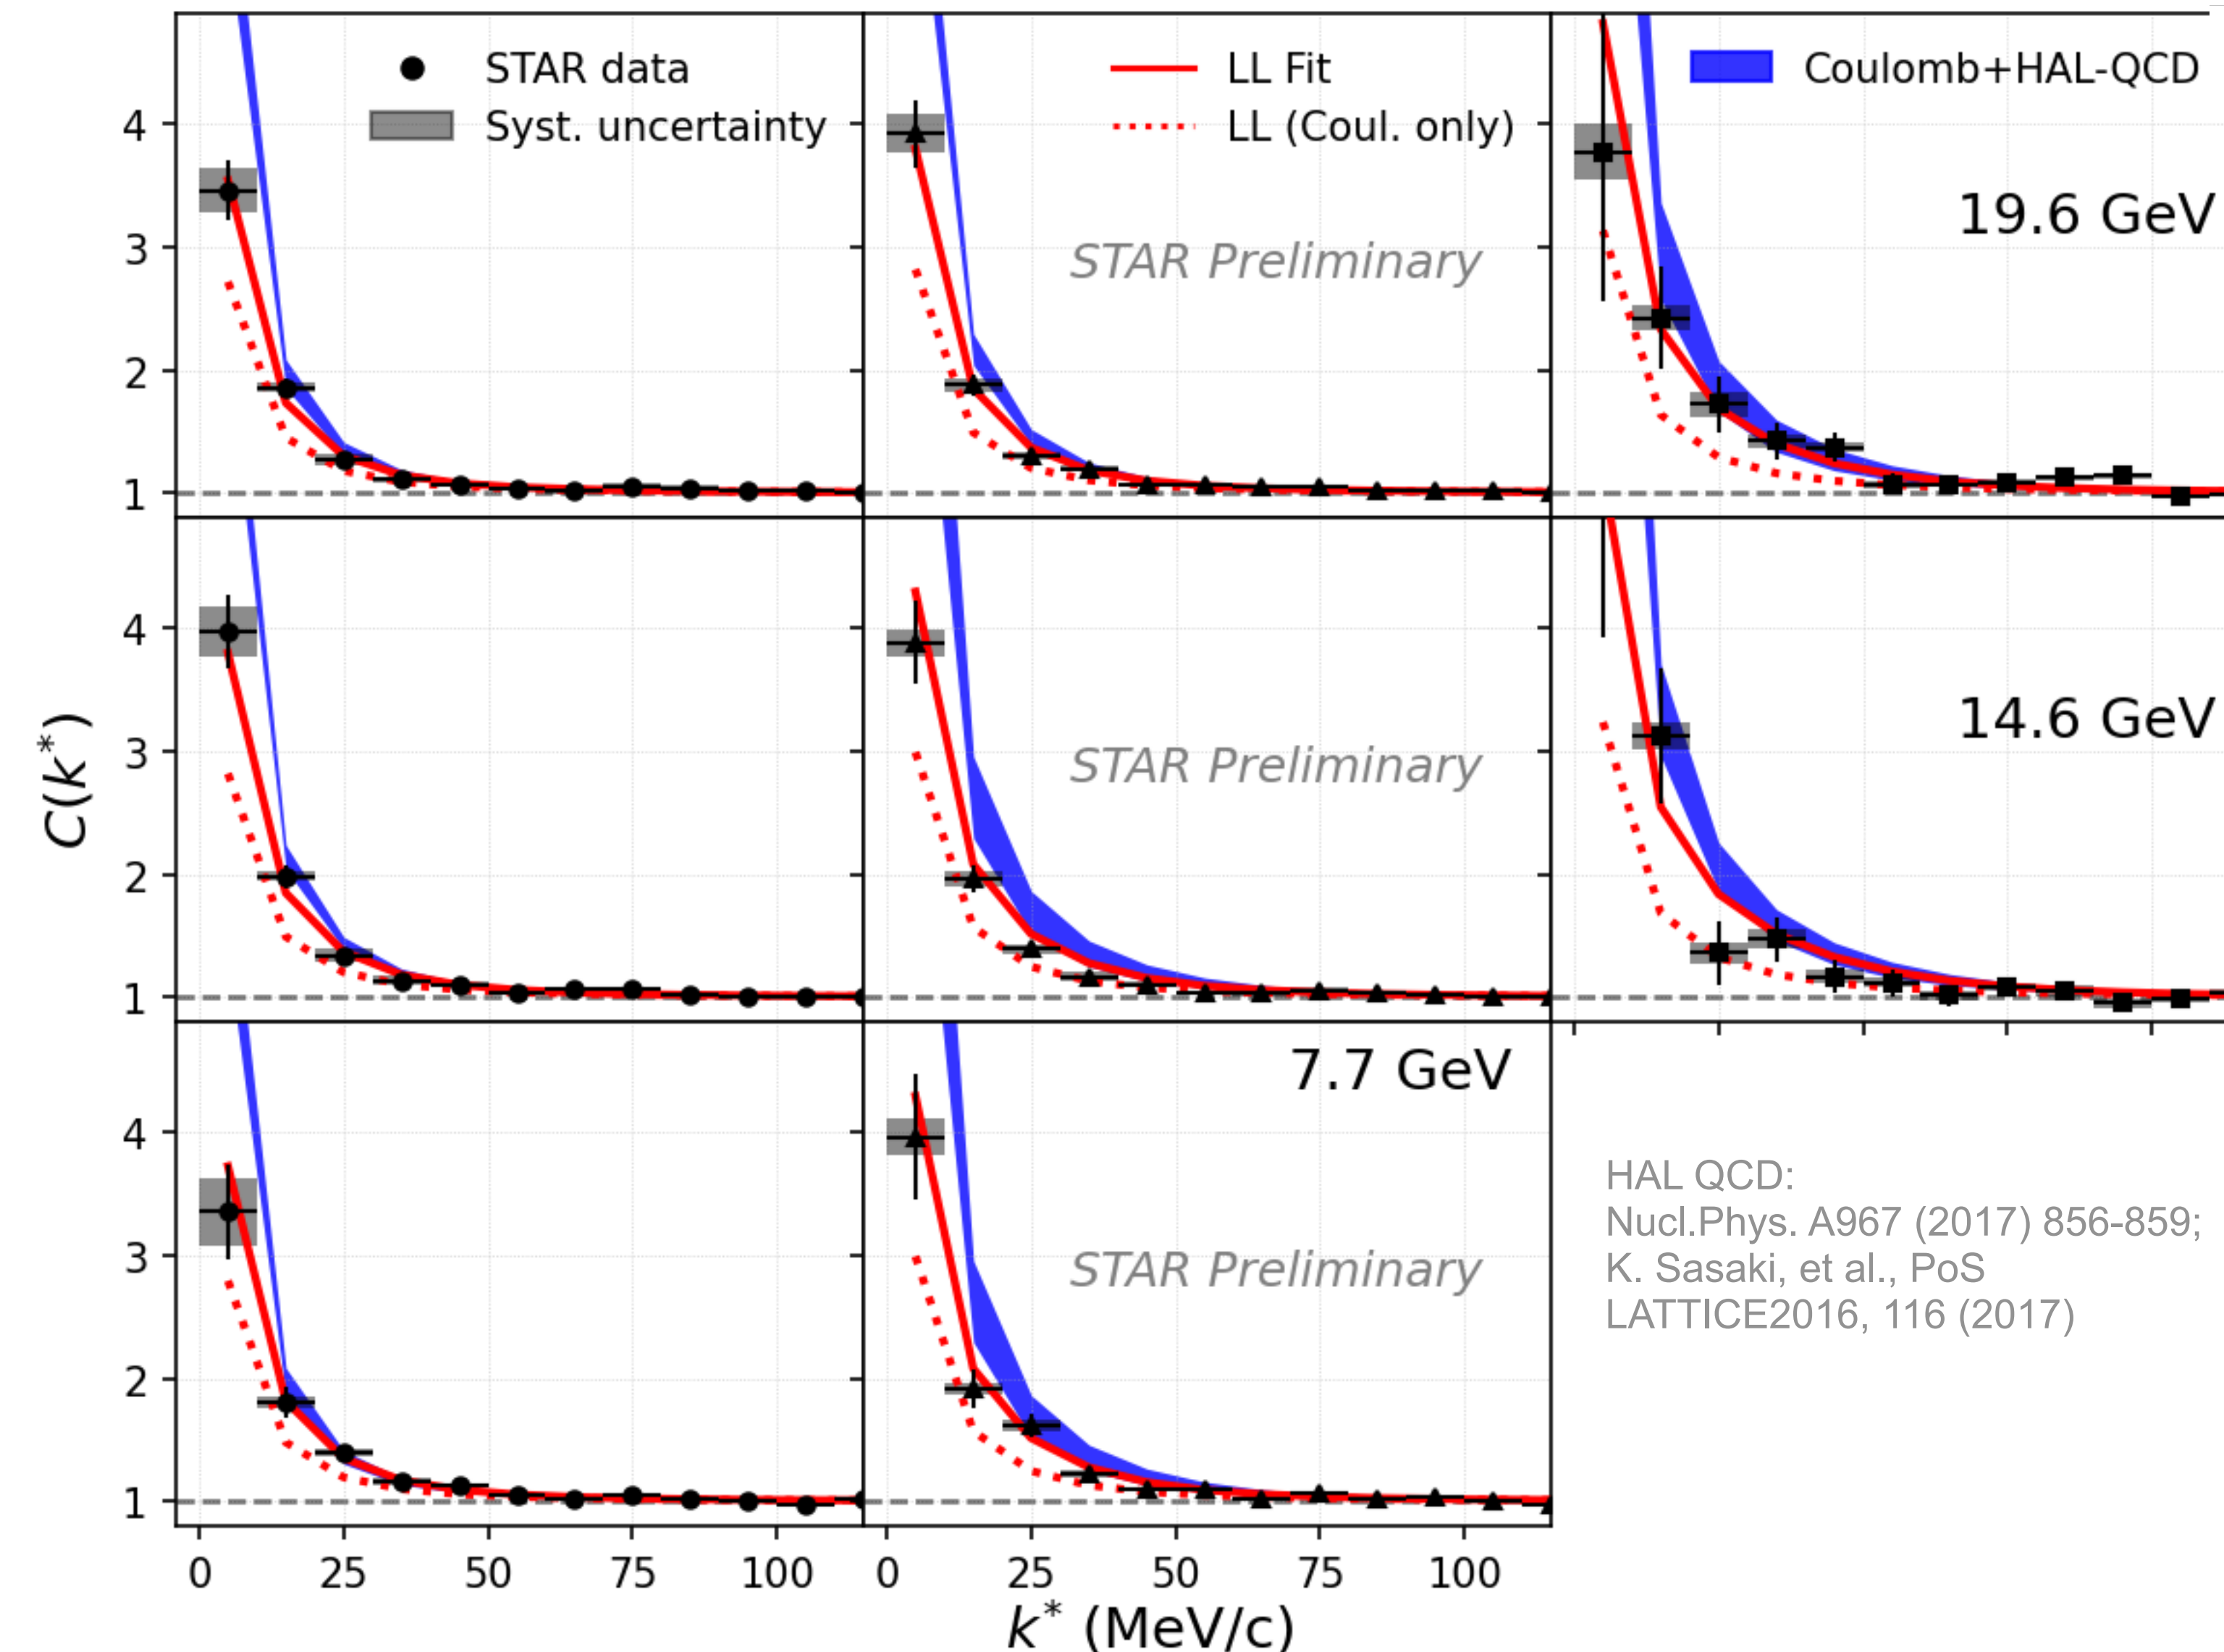 STAR data
Syst. uncertainty
LL Fit
LL (Coul. only)
Coulomb+HAL-QCD
4
3
2
1
STAR Preliminary
19.6 GeV
C(k*)
4
3
2
1
STAR Preliminary
14.6 GeV
4
3
2
1
7.7 GeV
STAR Preliminary
HAL QCD:
Nucl.Phys. A967 (2017) 856-859;
K. Sasaki, et al., PoS
LATTICE2016, 116 (2017)
0 25 50 75 100
0 25 50 75 100
k* (MeV/c)